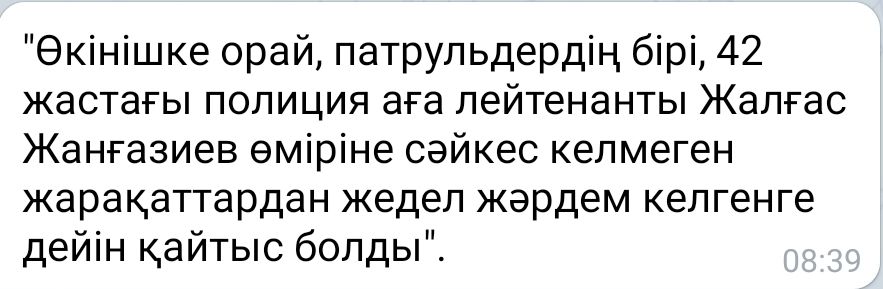 "Өкінішке орай, патрульдердің бірі, 42
жастағы полиция аға лейтенанты Жалғас
Жанғазиев өміріне сәйкес келмеген
жарақаттардан жедел жәрдем келгенге
дейін қайтыс болды".
08:39